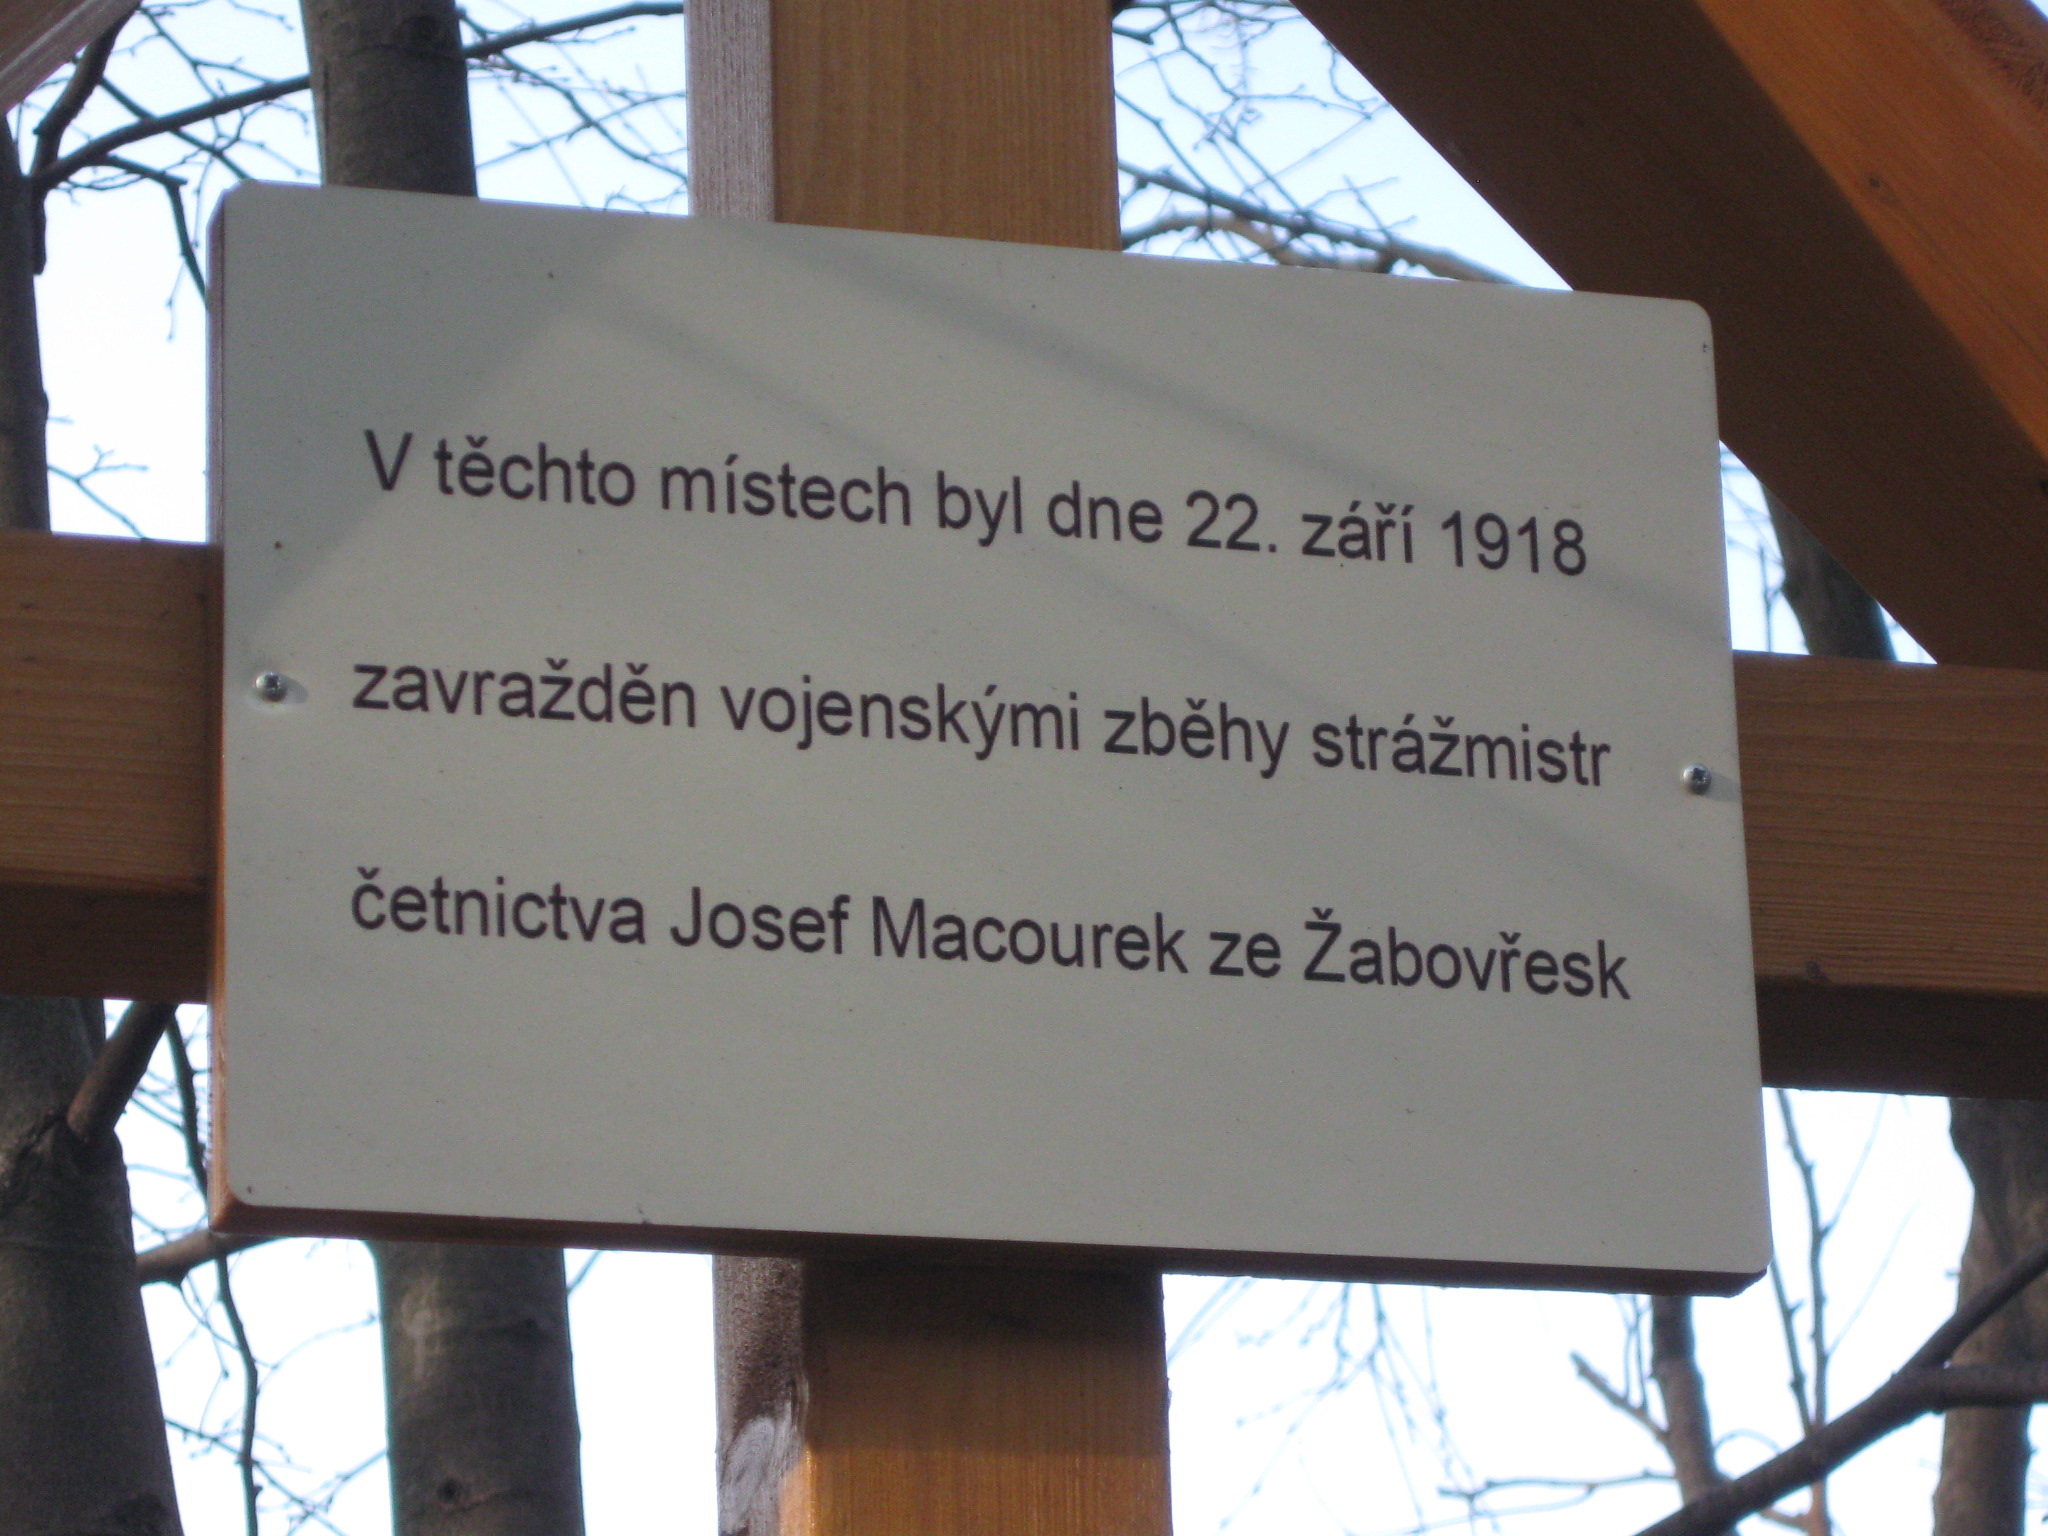 V těchto místech byl dne 22. září 1918
zavražděn vojenskými zběhy strážmistr
četnictva Josef Macourek ze Žabovřesk